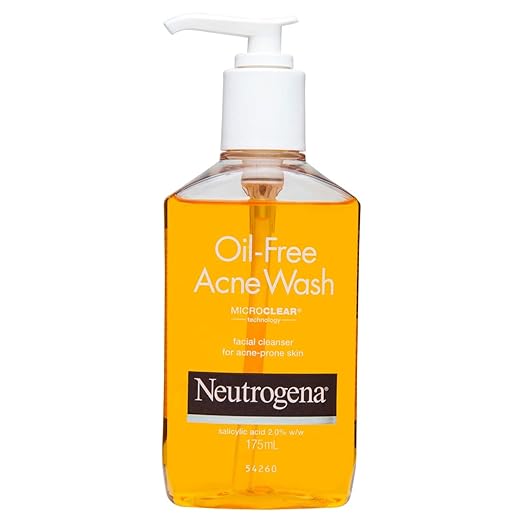 Oil-Free
Acne Wash
MICROCLEAR®
technology
facial cleanser
for acne-prone skin
Neutrogena®
salicylic acid 2.0% w/w
175mL
54260